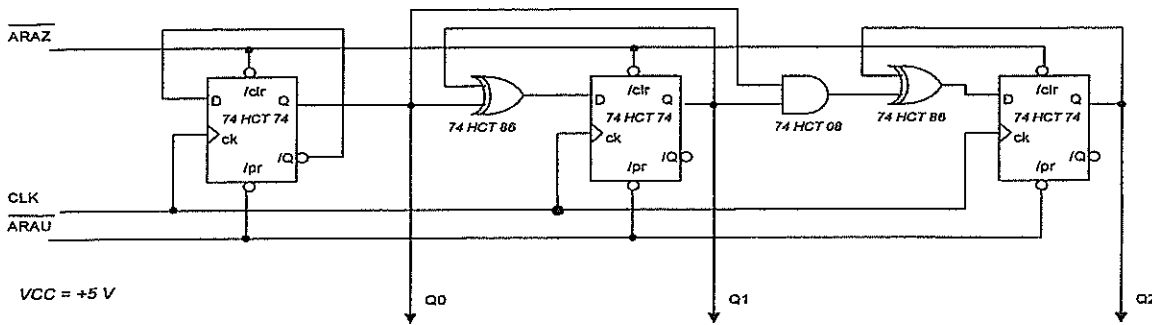 ARAZ
/clr
D
Q
74 HCT 74
ck
/Q
/pr
74 HCT 86
/clr
D
Q
74 HCT 74
ck
/Q
/pr
74 HCT 08
74 HCT 86
/clr
D
Q
74 HCT 74
ck
/Q
/pr
CLK
ARAU
VCC = +5 V
Q0
Q1
Q2